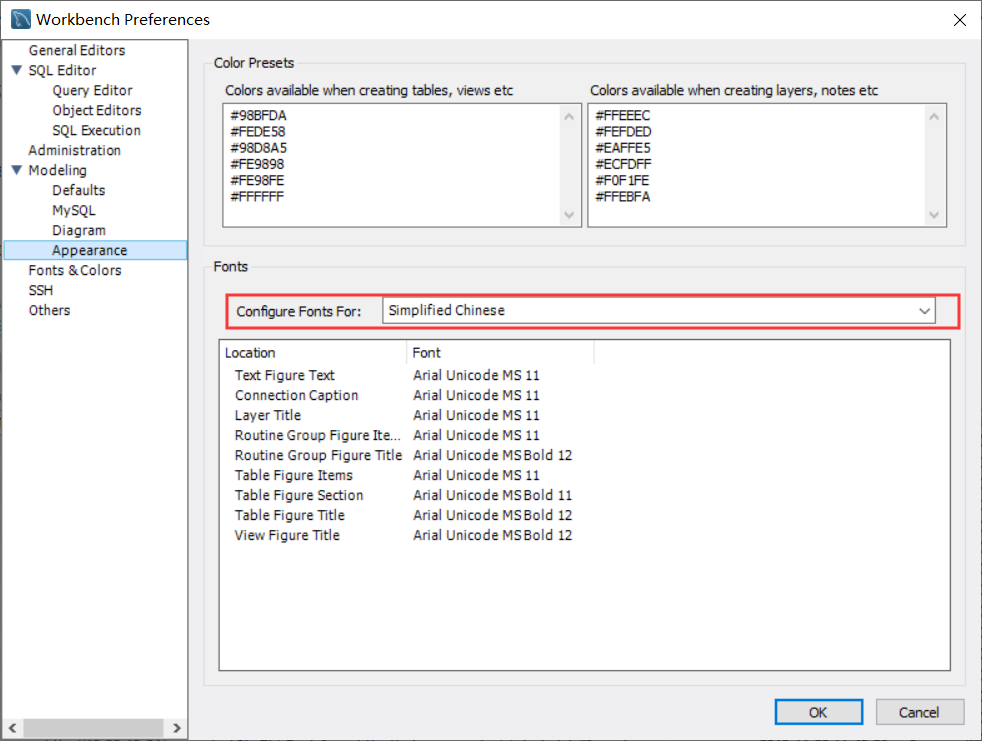 Workbench Preferences
General Editors
SQL Editor
Query Editor
Object Editors
SQL Execution
Administration
Modeling
Defaults
MySQL
Diagram
Appearance
Fonts & Colors
SSH
Others
Color Presets
Colors available when creating tables, views etc
#98BFDA
#FEDE58
#98D8A5
#FE9898
#FE98FE
#FFFFFF
Colors available when creating layers, notes etc
#FFEEEC
#FEFDED
#EAFFE5
#ECFDFF
#F0F1FE
#FFEBFA
Fonts
Configure Fonts For: Simplified Chinese
Location Font
Text Figure Text Arial Unicode MS 11
Connection Caption Arial Unicode MS 11
Layer Title Arial Unicode MS 11
Routine Group Figure Ite... Arial Unicode MS 11
Routine Group Figure Title Arial Unicode MS Bold 12
Table Figure Items Arial Unicode MS 11
Table Figure Section Arial Unicode MS Bold 11
Table Figure Title Arial Unicode MS Bold 12
View Figure Title Arial Unicode MS Bold 12
OK Cancel